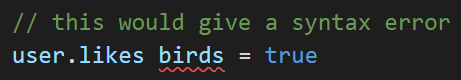 // this would give a syntax error
user.likes birds = true